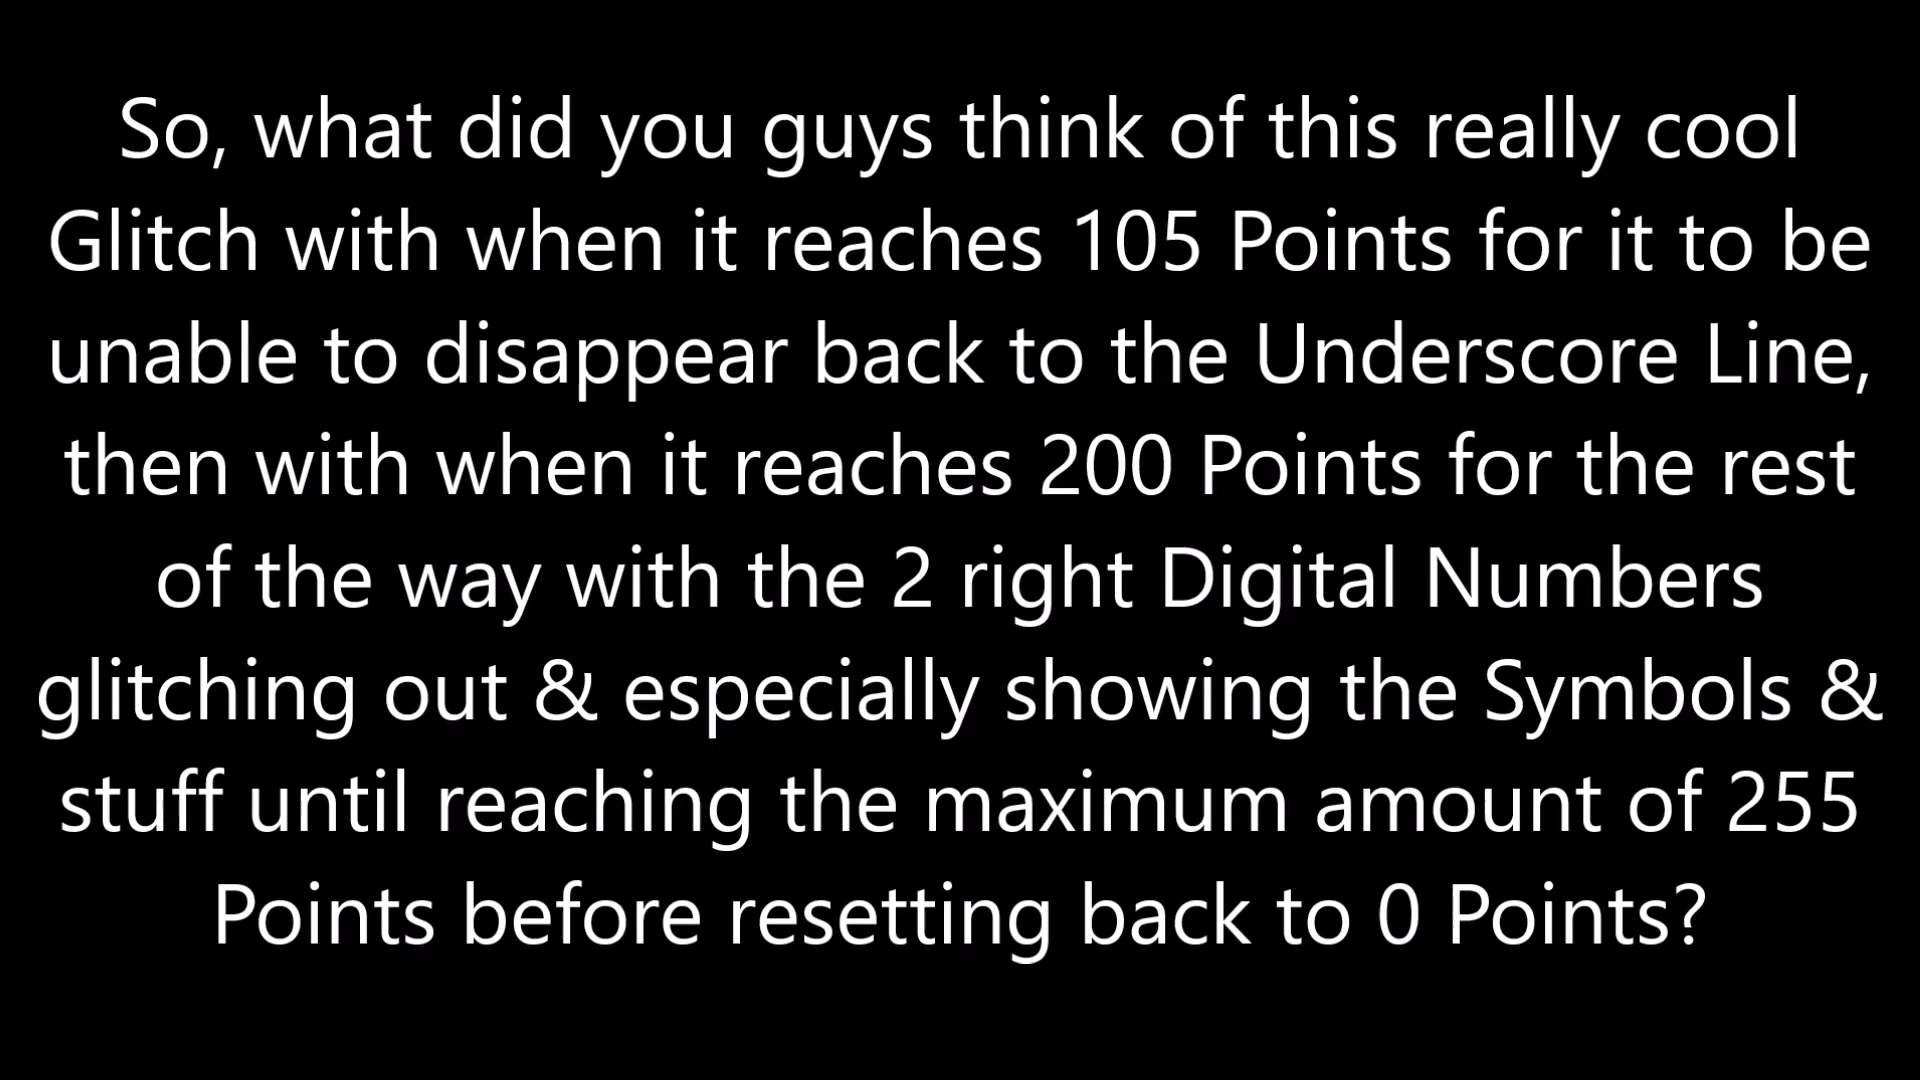 So, what did you guys think of this really cool
Glitch with when it reaches 105 Points for it to be
unable to disappear back to the Underscore Line,
then with when it reaches 200 Points for the rest
of the way with the 2 right Digital Numbers
glitching out & especially showing the Symbols &
stuff until reaching the maximum amount of 255
Points before resetting back to 0 Points?